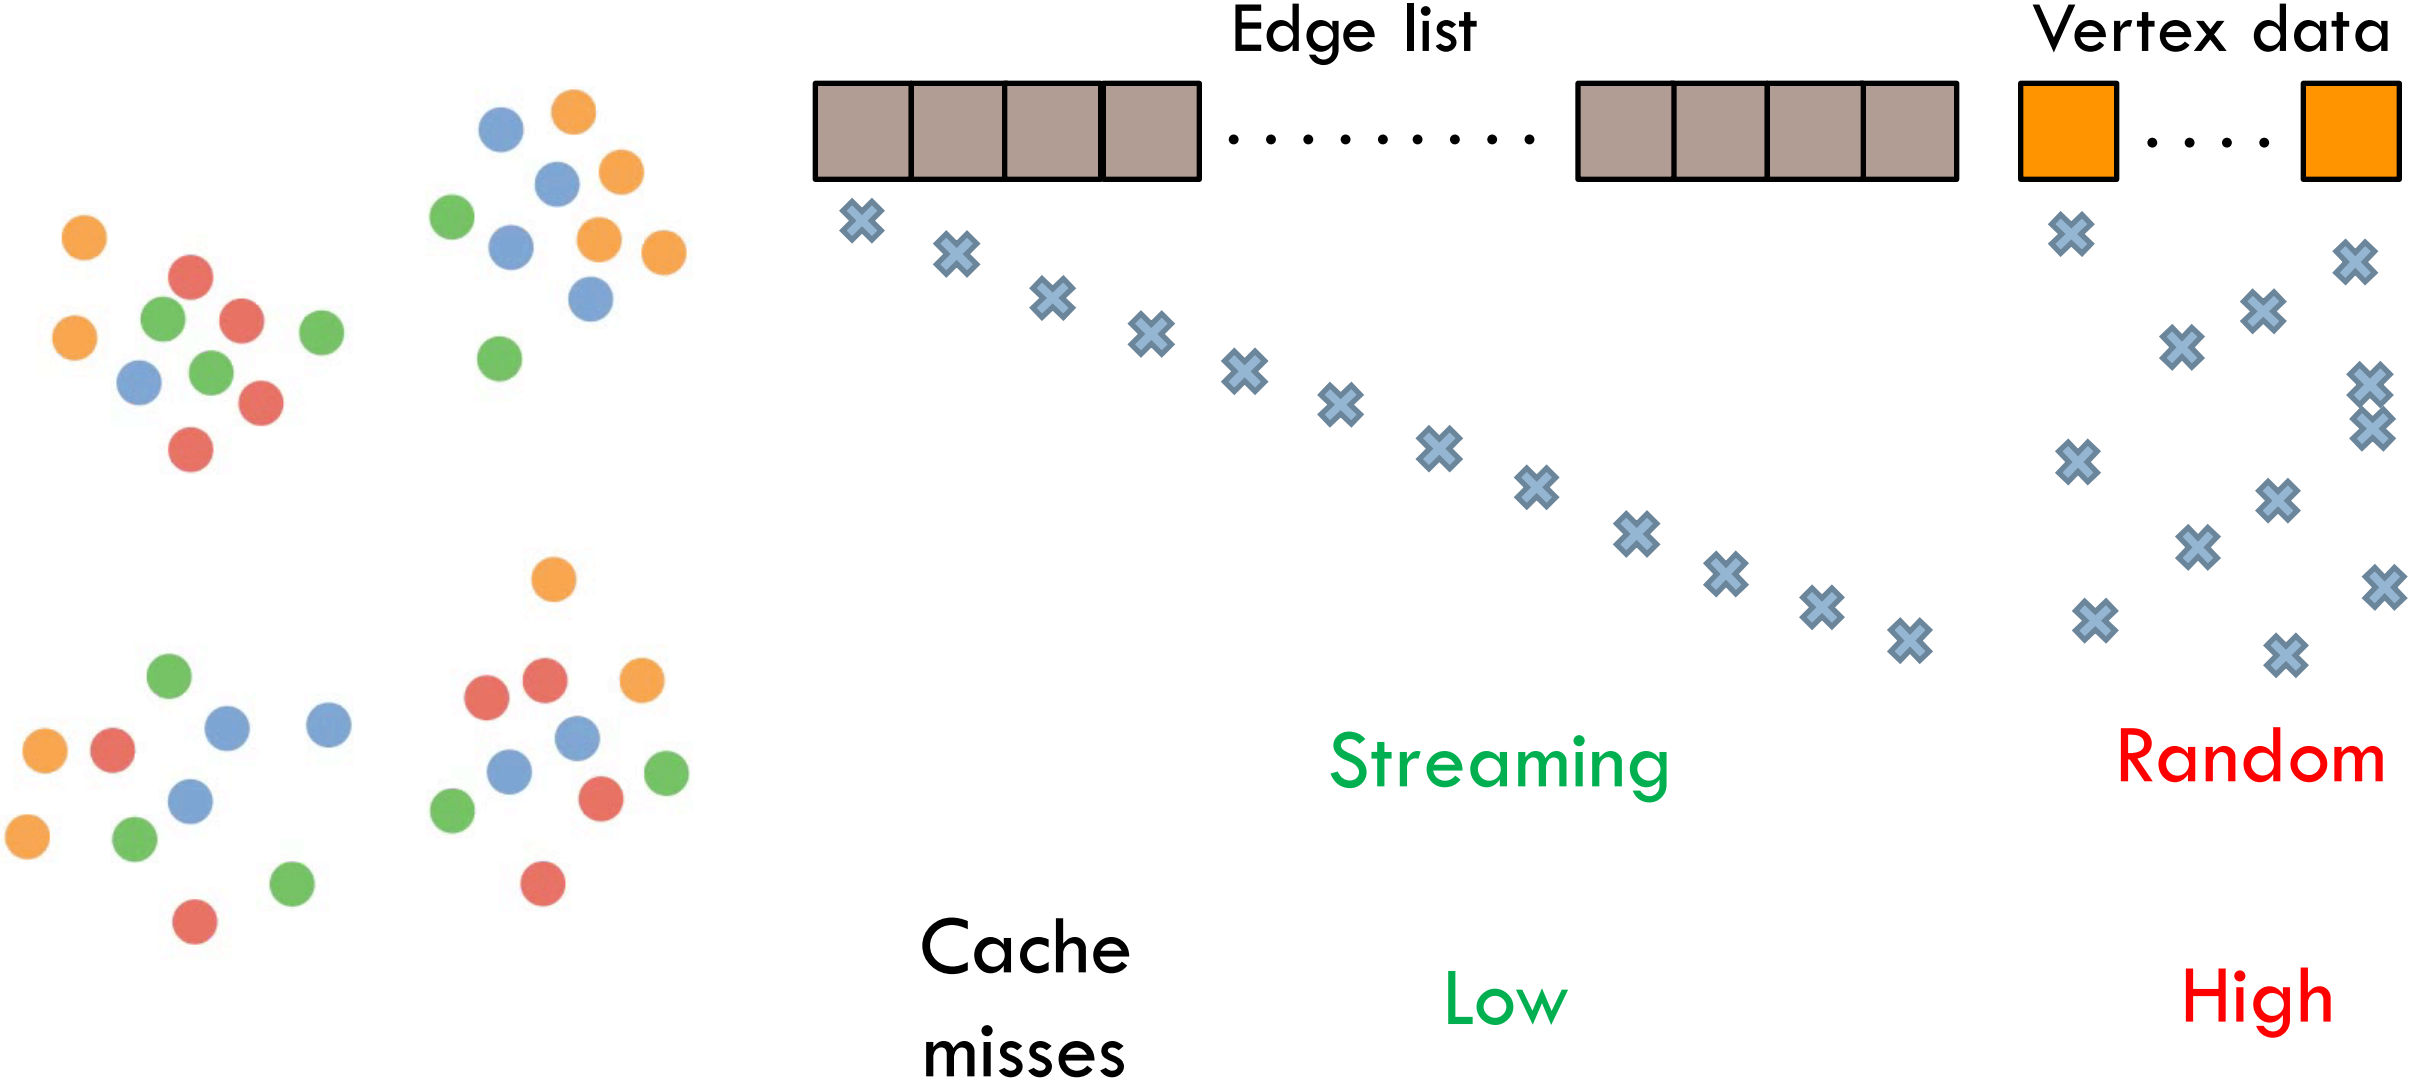 Edge list
Vertex data
Streaming
Random
Cache
misses
Low
High